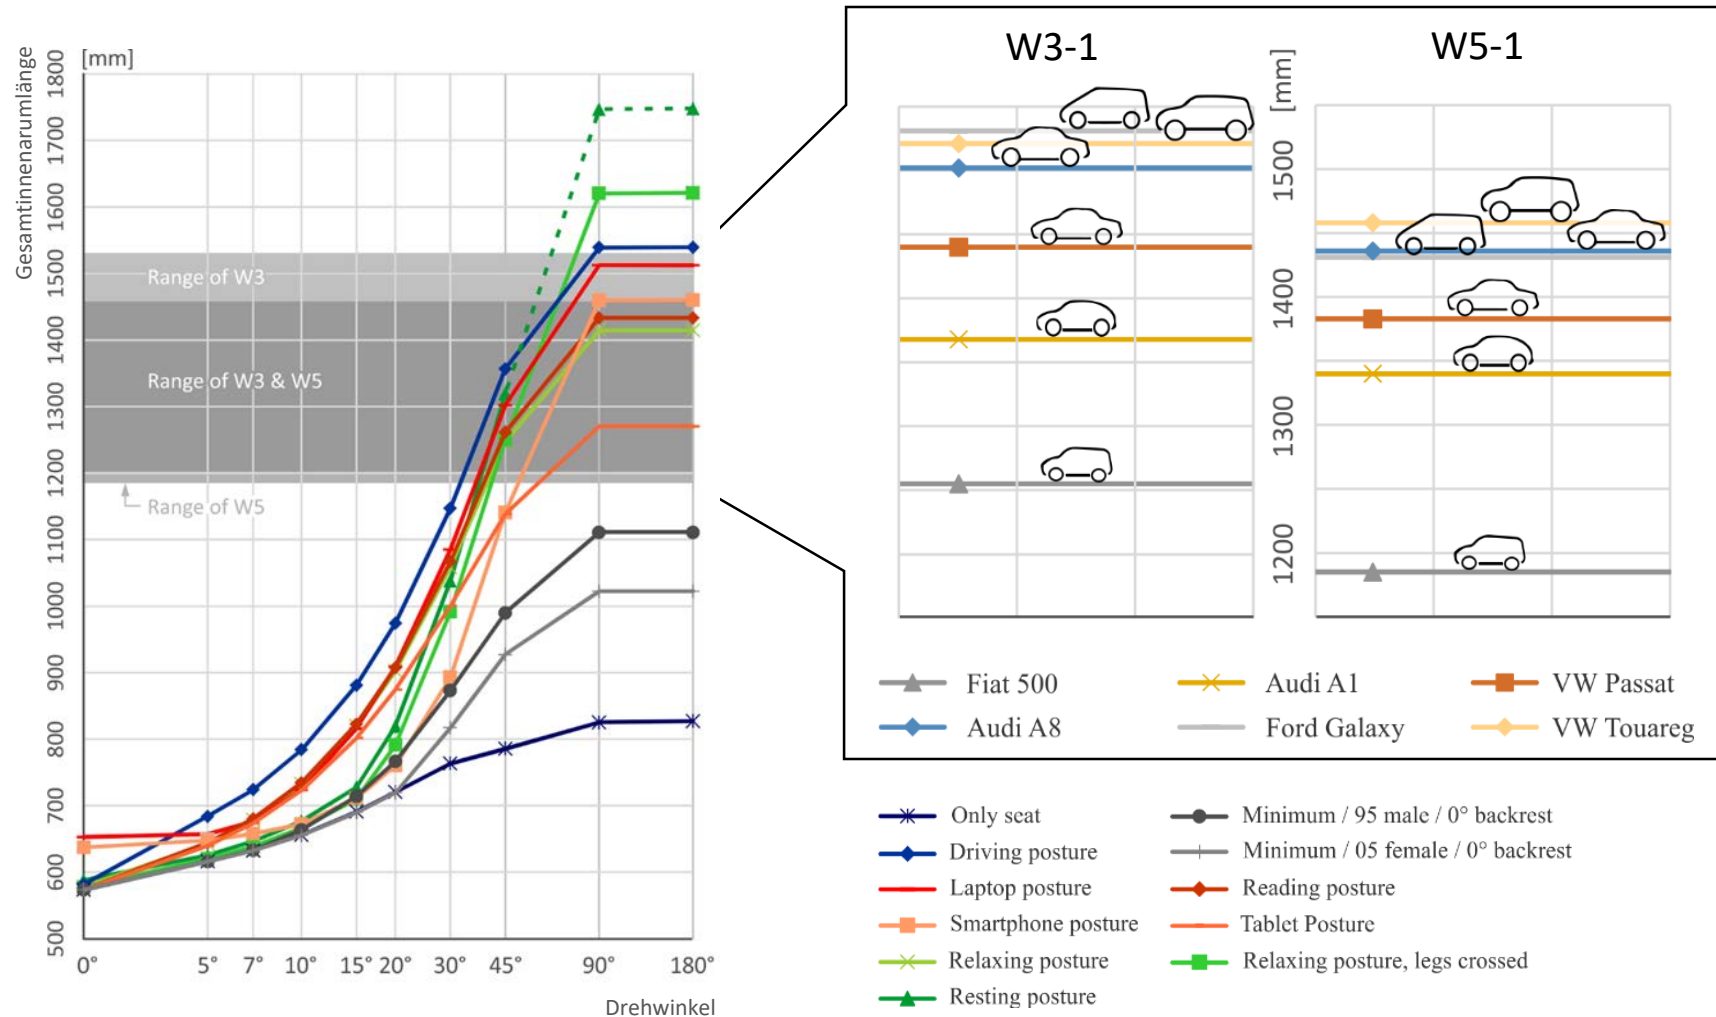 Gesamtinnenarumlänge
[mm]
1800
1700
1600
1500
1400
1300
1200
1100
1000
900
800
700
600
500
Range of W3
Range of W3 & W5
Range of W5
0° 5° 7° 10° 15° 20° 30° 45° 90° 180°
Drehwinkel
W3-1
W5-1
[mm]
1500
1400
1300
1200
Fiat 500
Audi A1
VW Passat
Audi A8
Ford Galaxy
VW Touareg
Only seat
Driving posture
Laptop posture
Smartphone posture
Relaxing posture
Resting posture
Minimum / 95 male / 0° backrest
Minimum / 05 female / 0° backrest
Reading posture
Tablet Posture
Relaxing posture, legs crossed